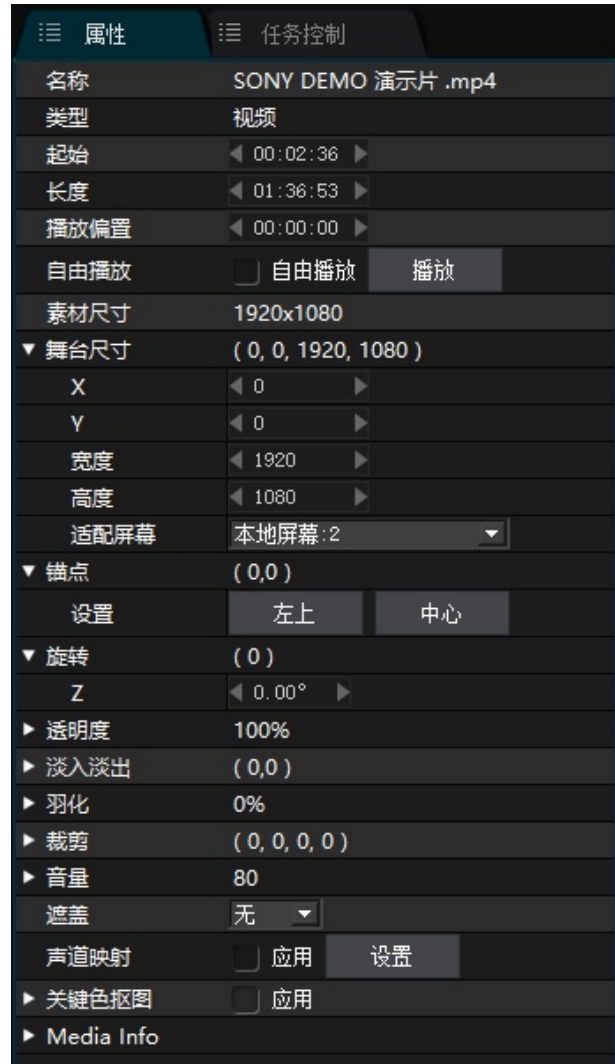 属性 任务控制
名称 SONY DEMO 演示片 .mp4
类型 视频
起始 00:02:36
长度 01:36:53
播放偏置 00:00:00
自由播放 自由播放 播放
素材尺寸 1920x1080
舞台尺寸 ( 0, 0, 1920, 1080 )
X 0
Y 0
宽度 1920
高度 1080
适配屏幕 本地屏幕:2
锚点 ( 0,0 )
设置 左上 中心
旋转 ( 0 )
Z 0.00°
透明度 100%
淡入淡出 ( 0,0 )
羽化 0%
裁剪 ( 0, 0, 0, 0 )
音量 80
遮盖 无
声道映射 应用 设置
关键色抠图 应用
Media Info